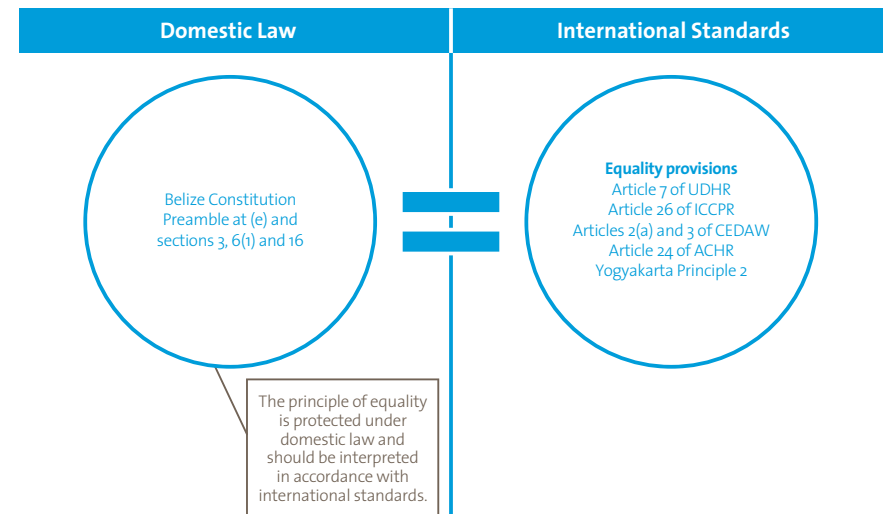 Domestic Law
International Standards
Belize Constitution
Preamble at (e) and
sections 3, 6(1) and 16
Equality provisions
Article 7 of UDHR
Article 26 of ICCPR
Articles 2(a) and 3 of CEDAW
Article 24 of ACHR
Yogyakarta Principle 2
The principle of equality
is protected under
domestic law and
should be interpreted
in accordance with
international standards.